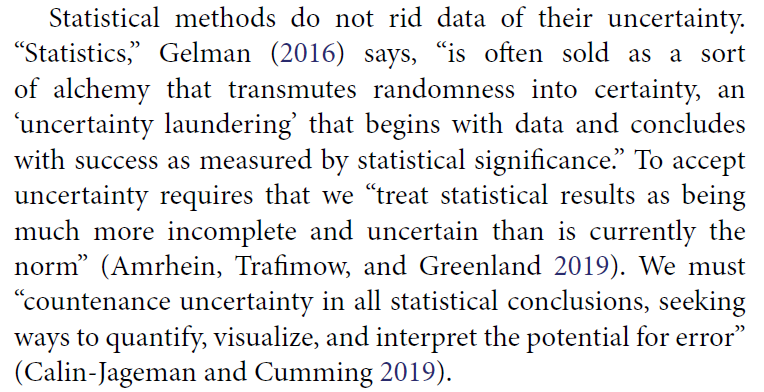 Statistical methods do not rid data of their uncertainty.
“Statistics,” Gelman (2016) says, “is often sold as a sort
of alchemy that transmutes randomness into certainty, an
‘uncertainty laundering’ that begins with data and concludes
with success as measured by statistical significance.” To accept
uncertainty requires that we “treat statistical results as being
much more incomplete and uncertain than is currently the
norm” (Amrhein, Trafimow, and Greenland 2019). We must
“countenance uncertainty in all statistical conclusions, seeking
ways to quantify, visualize, and interpret the potential for error”
(Calin-Jageman and Cumming 2019).